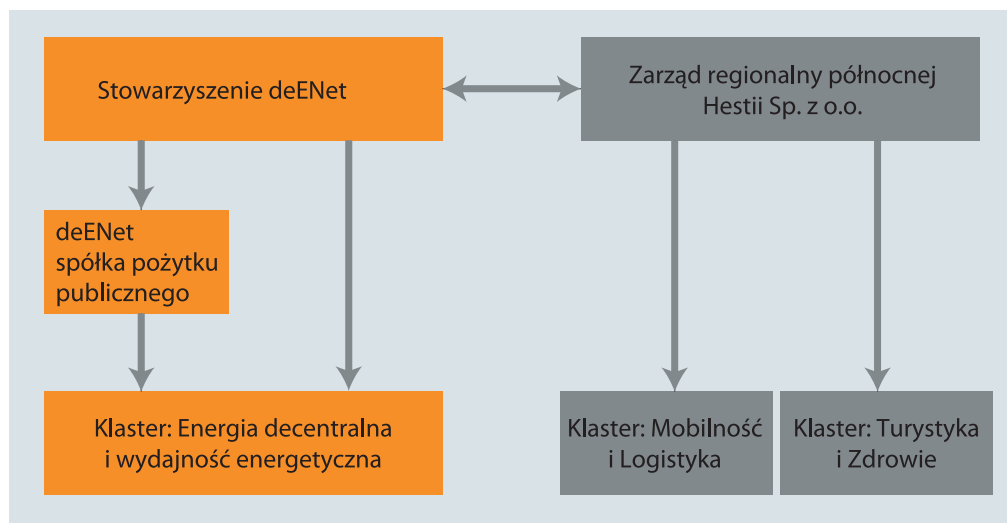 Stowarzyszenie deENet
Zarząd regionalny północnej
Hestii Sp. z o.o.
deENet
spółka pożytku
publicznego
Klaster: Energia decentralna
i wydajność energetyczna
Klaster: Mobilność
i Logistyka
Klaster: Turystyka
i Zdrowie